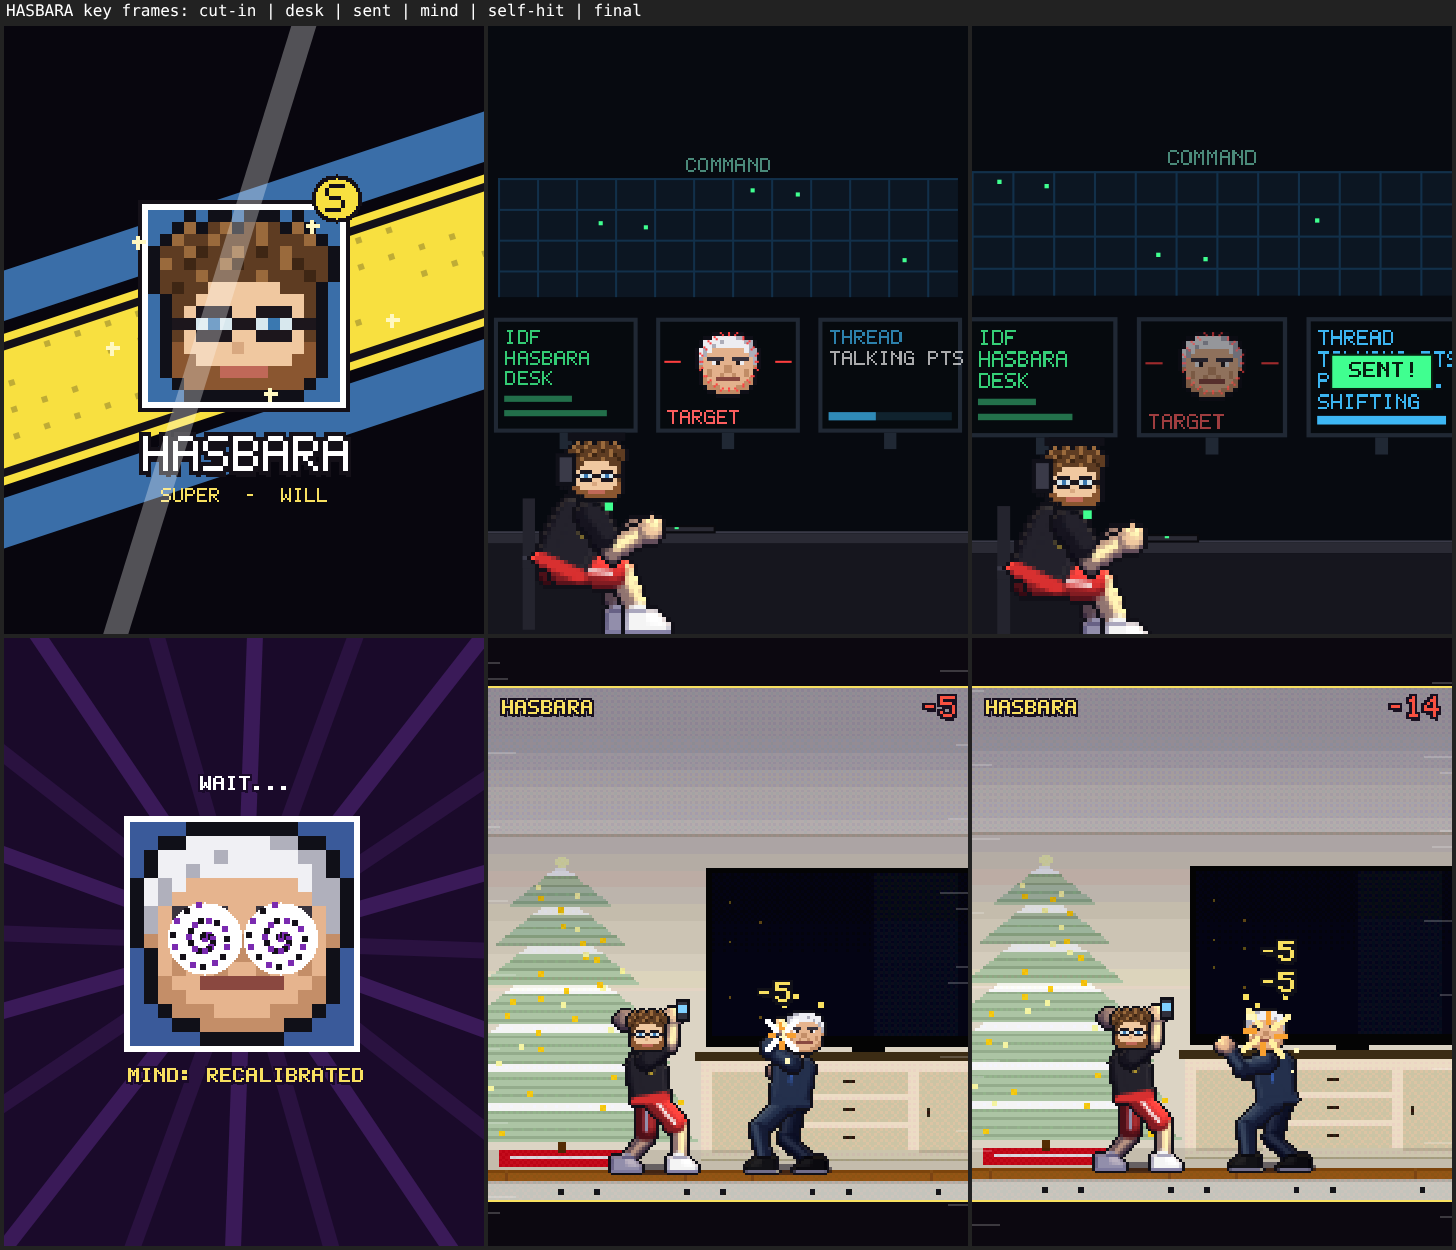 HASBARA key frames: cut-in | desk | sent | mind | self-hit | final
S
HASBARA
SUPER - WILL
COMMAND
IDF
HASBARA
DESK
TARGET
THREAD
TALKING PTS
COMMAND
IDF
HASBARA
DESK
TARGET
THREAD
SENT!
SHIFTING
WAIT...
MIND: RECALIBRATED
HASBARA
-5
-5
HASBARA
-14
-5
-5